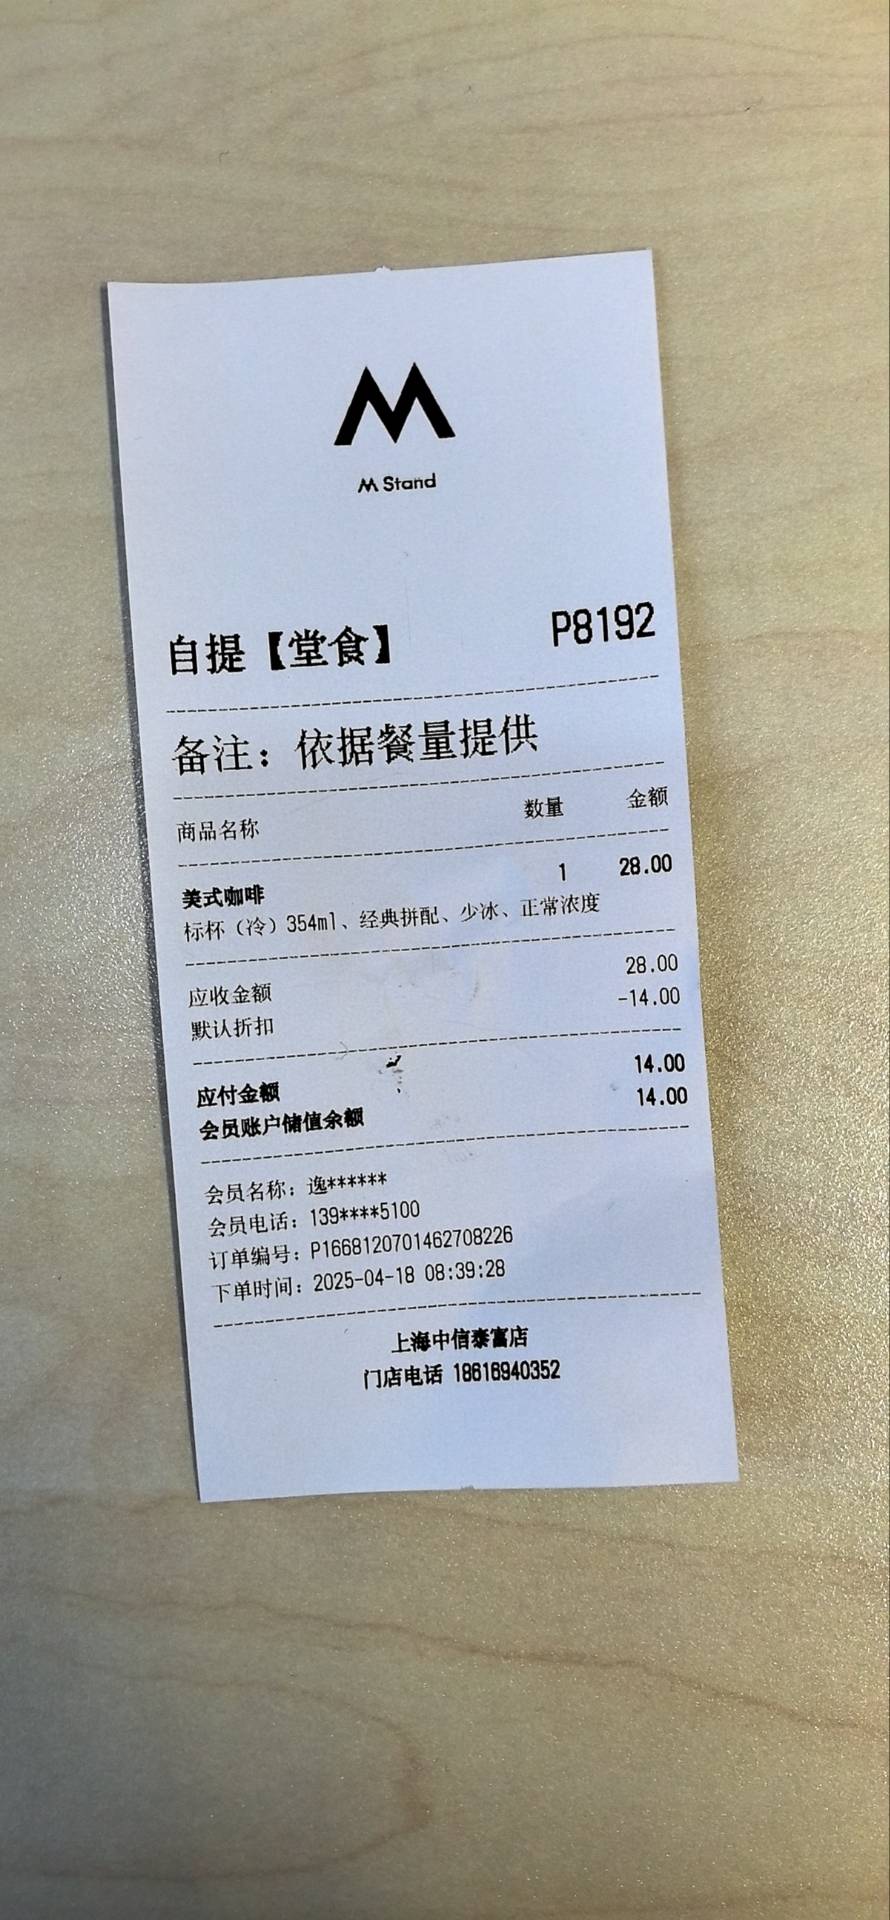 M Stand
自提【堂食】 P8192
备注：依据餐量提供
商品名称 数量 金额
美式咖啡 1 28.00
标杯（冷）354ml、经典拼配、少冰、正常浓度
应收金额 28.00
默认折扣 -14.00
应付金额 14.00
会员账户储值余额 14.00
会员名称：逸******
会员电话：139****5100
订单编号：P1668120701462708226
下单时间：2025-04-18 08:39:28
上海中信泰富店
门店电话 18616940352